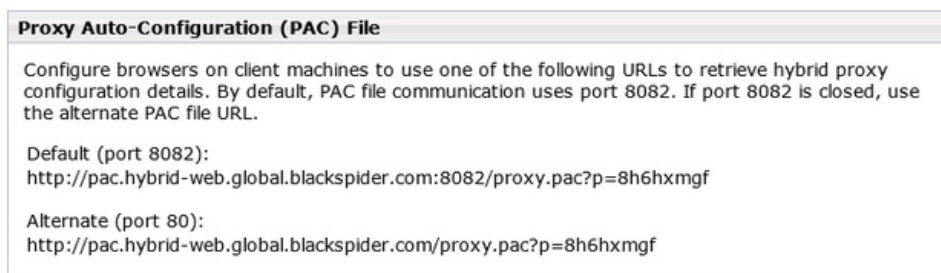 Proxy Auto-Configuration (PAC) File
Configure browsers on client machines to use one of the following URLs to retrieve hybrid proxy
configuration details. By default, PAC file communication uses port 8082. If port 8082 is closed, use
the alternate PAC file URL.
Default (port 8082):
http://pac.hybrid-web.global.blackspider.com:8082/proxy.pac?p=8h6hxmgf
Alternate (port 80):
http://pac.hybrid-web.global.blackspider.com/proxy.pac?p=8h6hxmgf